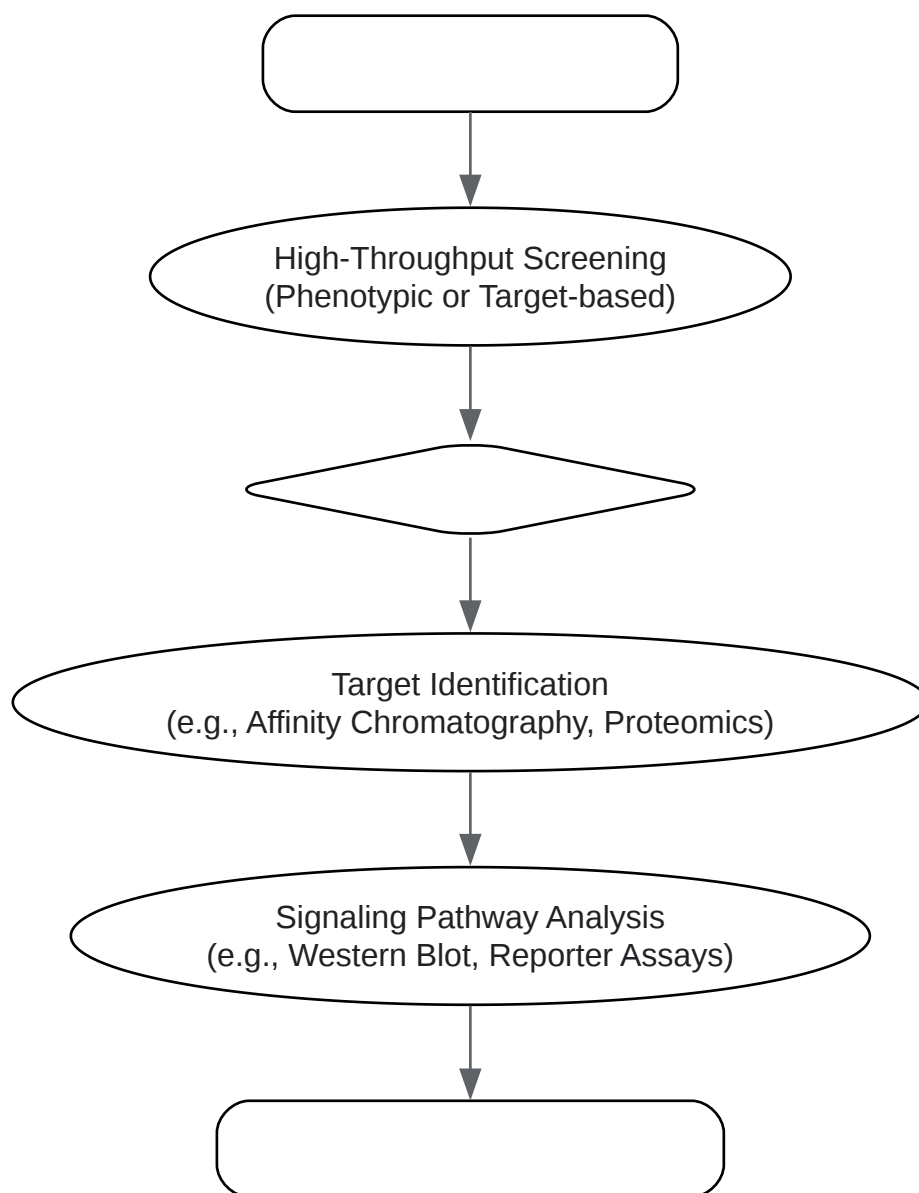 High-Throughput Screening
(Phenotypic or Target-based)
Target Identification
(e.g., Affinity Chromatography, Proteomics)
Signaling Pathway Analysis
(e.g., Western Blot, Reporter Assays)